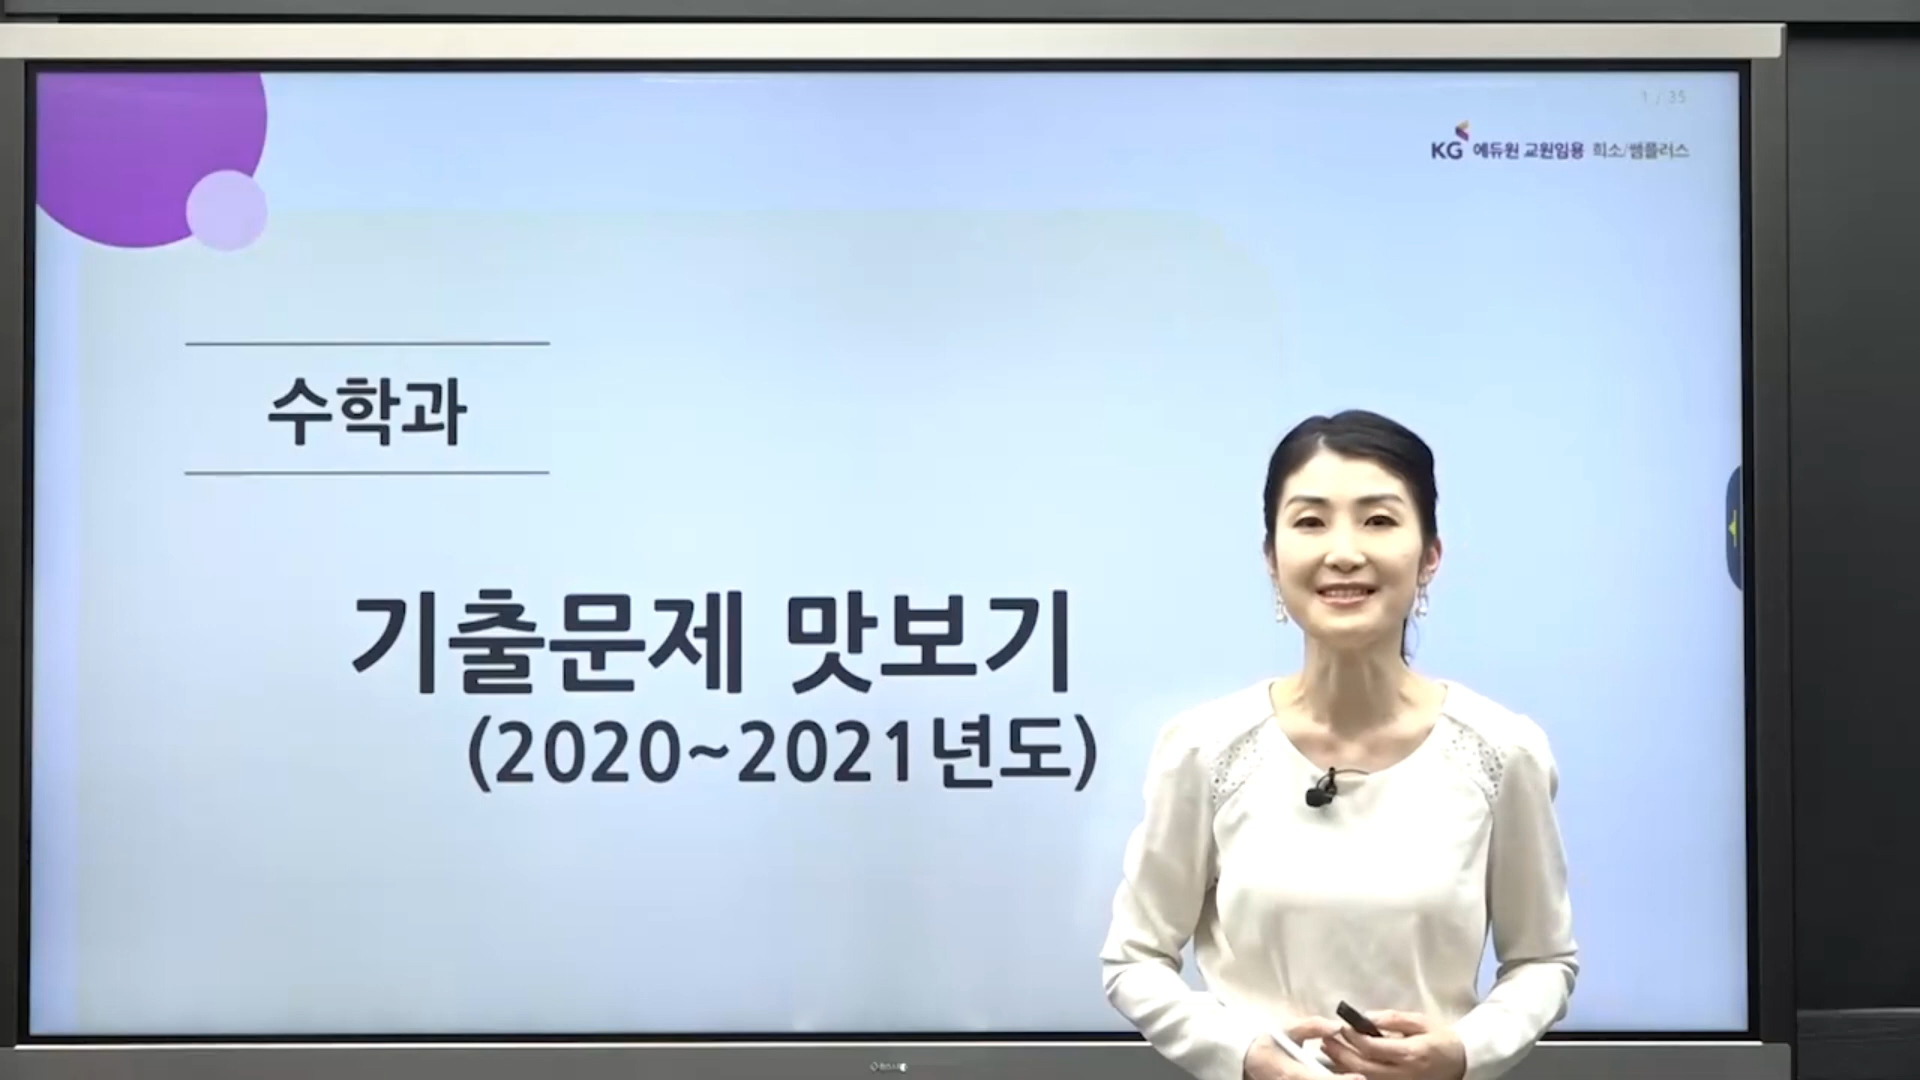 1 / 35
KG 에듀원 교원임용 희소/쌤플러스
수학과
기출문제 맛보기
(2020~2021년도)